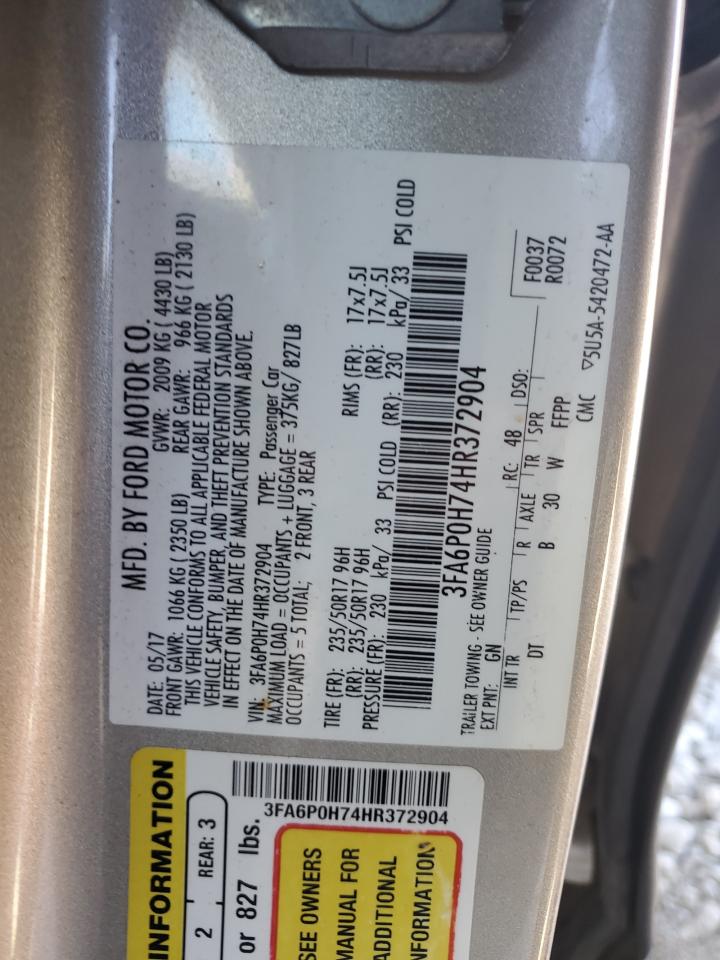 MFD. BY FORD MOTOR CO.
DATE: 05/17 GVWR: 2009 KG ( 4430 LB)
FRONT GAWR: 1066 KG ( 2350 LB) REAR GAWR: 966 KG ( 2130 LB)
THIS VEHICLE CONFORMS TO ALL APPLICABLE FEDERAL MOTOR
VEHICLE SAFETY, BUMPER, AND THEFT PREVENTION STANDARDS
IN EFFECT ON THE DATE OF MANUFACTURE SHOWN ABOVE.
VIN: 3FA6P0H74HR372904 TYPE: Passenger Car
MAXIMUM LOAD = OCCUPANTS + LUGGAGE = 375KG/ 827LB
OCCUPANTS = 5 TOTAL; 2 FRONT, 3 REAR
TIRE (FR): 235/50R17 96H RIMS (FR): 17x7.5J
(RR): 235/50R17 96H (RR): 17x7.5J
PRESSURE (FR): 230 kPa/ 33 PSI COLD (RR): 230 kPa/ 33 PSI COLD
3FA6P0H74HR372904
TRAILER TOWING - SEE OWNER GUIDE
EXT PNT: GN RC: 48 DSO:
F0037
R0072
INT TR TP/PS R AXLE TR SPR
DT B 30 W FFPP
CMC ▽5U5A-5420472-AA
INFORMATION
2 REAR: 3
or 827 lbs.
3FA6P0H74HR372904
SEE OWNERS
MANUAL FOR
ADDITIONAL
INFORMATION